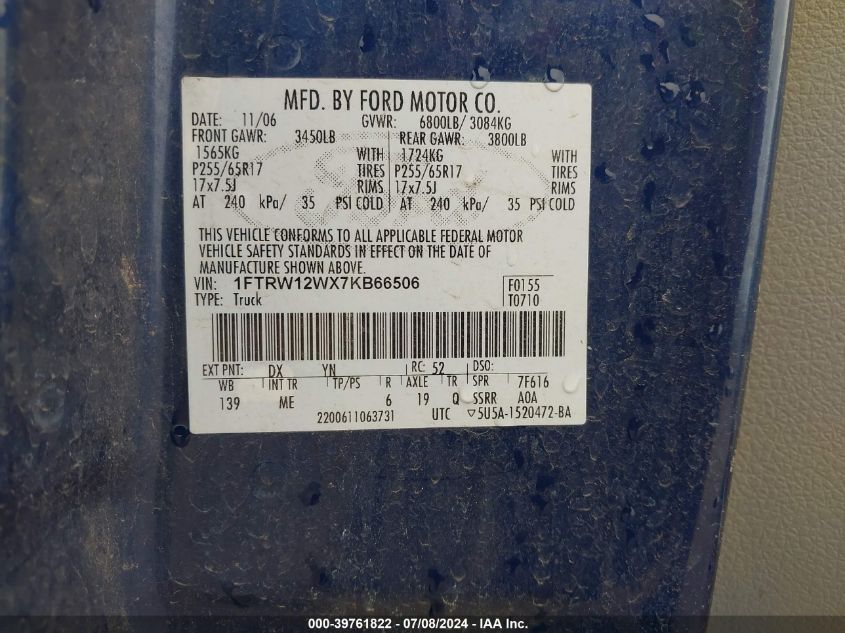 MFD. BY FORD MOTOR CO.
DATE: 11/06 GVWR: 6800LB/ 3084KG
FRONT GAWR: 3450LB REAR GAWR: 3800LB
1565KG WITH 1724KG WITH
P255/65R17 TIRES P255/65R17 TIRES
17x7.5J RIMS 17x7.5J RIMS
AT 240 kPa/ 35 PSI COLD AT 240 kPa/ 35 PSI COLD
THIS VEHICLE CONFORMS TO ALL APPLICABLE FEDERAL MOTOR
VEHICLE SAFETY STANDARDS IN EFFECT ON THE DATE OF
MANUFACTURE SHOWN ABOVE.
VIN: 1FTRW12WX7KB66506 F0155
TYPE: Truck T0710
EXT PNT: DX YN RC: 52 DSO:
WB INT TR TP/PS R AXLE TR SPR 7F616
139 ME 6 19 Q SSRR A0A
2200611063731 UTC ▽5U5A-1520472-BA
000-39761822 - 07/08/2024 - IAA Inc.